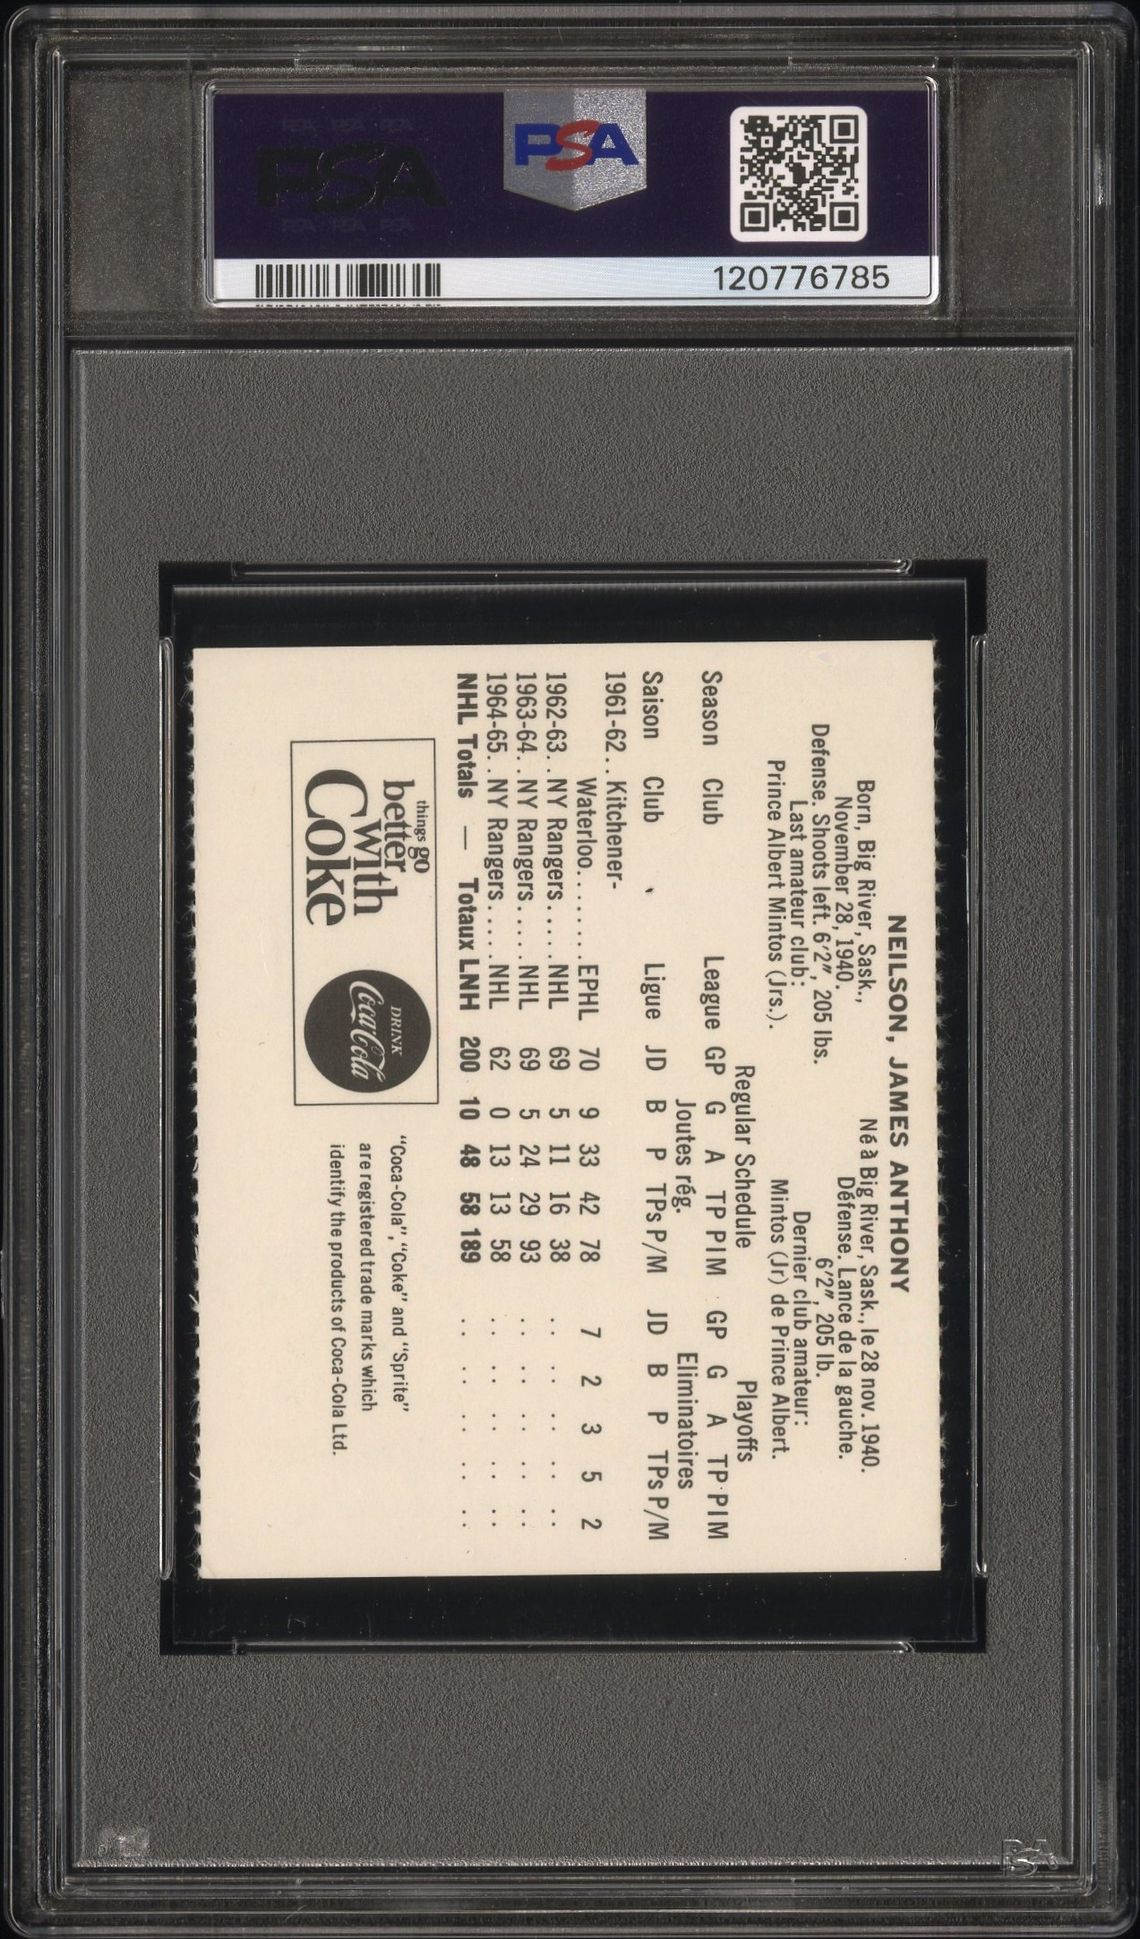 PSA
PSA
120776785
NEILSON, JAMES ANTHONY
Born, Big River, Sask.,
November 28, 1940.
Defense. Shoots left. 6'2", 205 lbs.
Last amateur club:
Prince Albert Mintos (Jrs.).
Né à Big River, Sask., le 28 nov. 1940.
Défense. Lance de la gauche.
6'2", 205 lb.
Dernier club amateur:
Mintos (Jr) de Prince Albert.
Regular Schedule Playoffs
Season Club League GP G A TP PIM GP G A TP PIM
Joutes rég. Eliminatoires
Saison Club Ligue JD B P TPs P/M JD B P TPs P/M
1961-62.. Kitchener-
Waterloo........EPHL 70 9 33 42 78 7 2 3 5 2
1962-63.. NY Rangers.....NHL 69 5 11 16 38 .. .. .. .. ..
1963-64.. NY Rangers.....NHL 69 5 24 29 93 .. .. .. .. ..
1964-65.. NY Rangers.....NHL 62 0 13 13 58 .. .. .. .. ..
NHL Totals — Totaux LNH 200 10 48 58 189 .. .. .. .. ..
things go
better
with
Coke
DRINK
Coca-Cola
"Coca-Cola", "Coke" and "Sprite"
are registered trade marks which
identify the products of Coca-Cola Ltd.
PSA